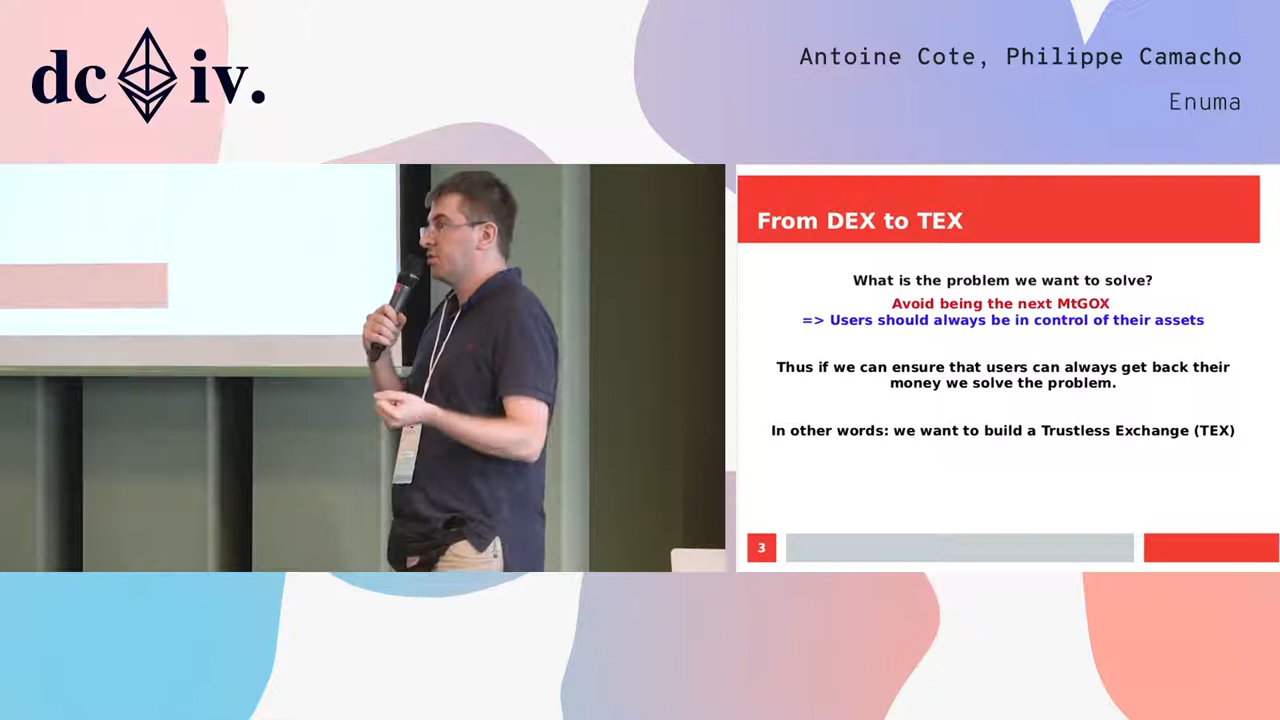 dc iv.
Antoine Cote, Philippe Camacho
Enuma
From DEX to TEX
What is the problem we want to solve?
Avoid being the next MtGOX
=> Users should always be in control of their assets
Thus if we can ensure that users can always get back their
money we solve the problem.
In other words: we want to build a Trustless Exchange (TEX)
3